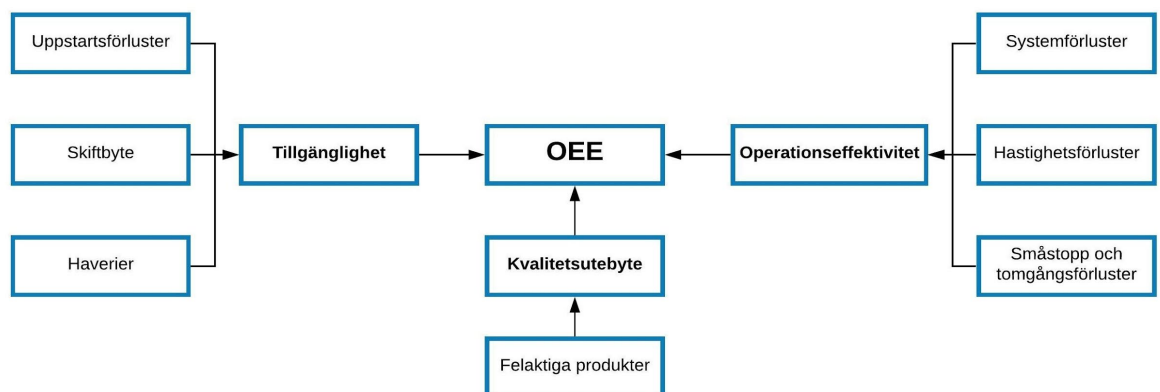 Uppstartsförluster
Systemförluster
Skiftbyte
Tillgänglighet
OEE
Operationseffektivitet
Hastighetsförluster
Haverier
Kvalitetsutebyte
Småstopp och
tomgångsförluster
Felaktiga produkter